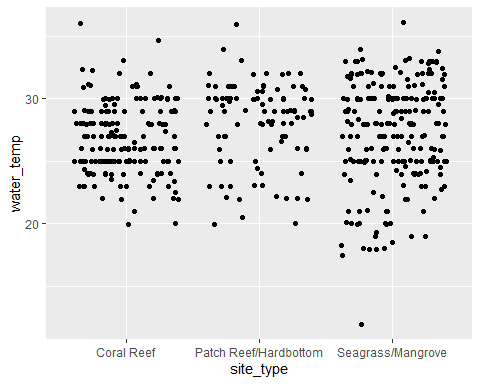 water_temp
30
20
Coral Reef
Patch Reef/Hardbottom
Seagrass/Mangrove
site_type